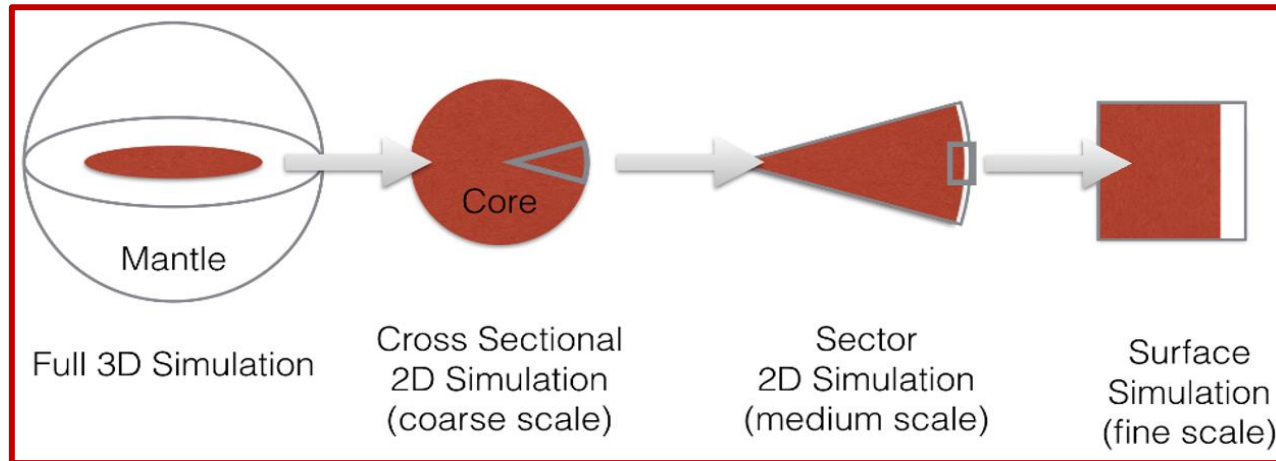 Mantle
Core
Full 3D Simulation
Cross Sectional
2D Simulation
(coarse scale)
Sector
2D Simulation
(medium scale)
Surface
Simulation
(fine scale)